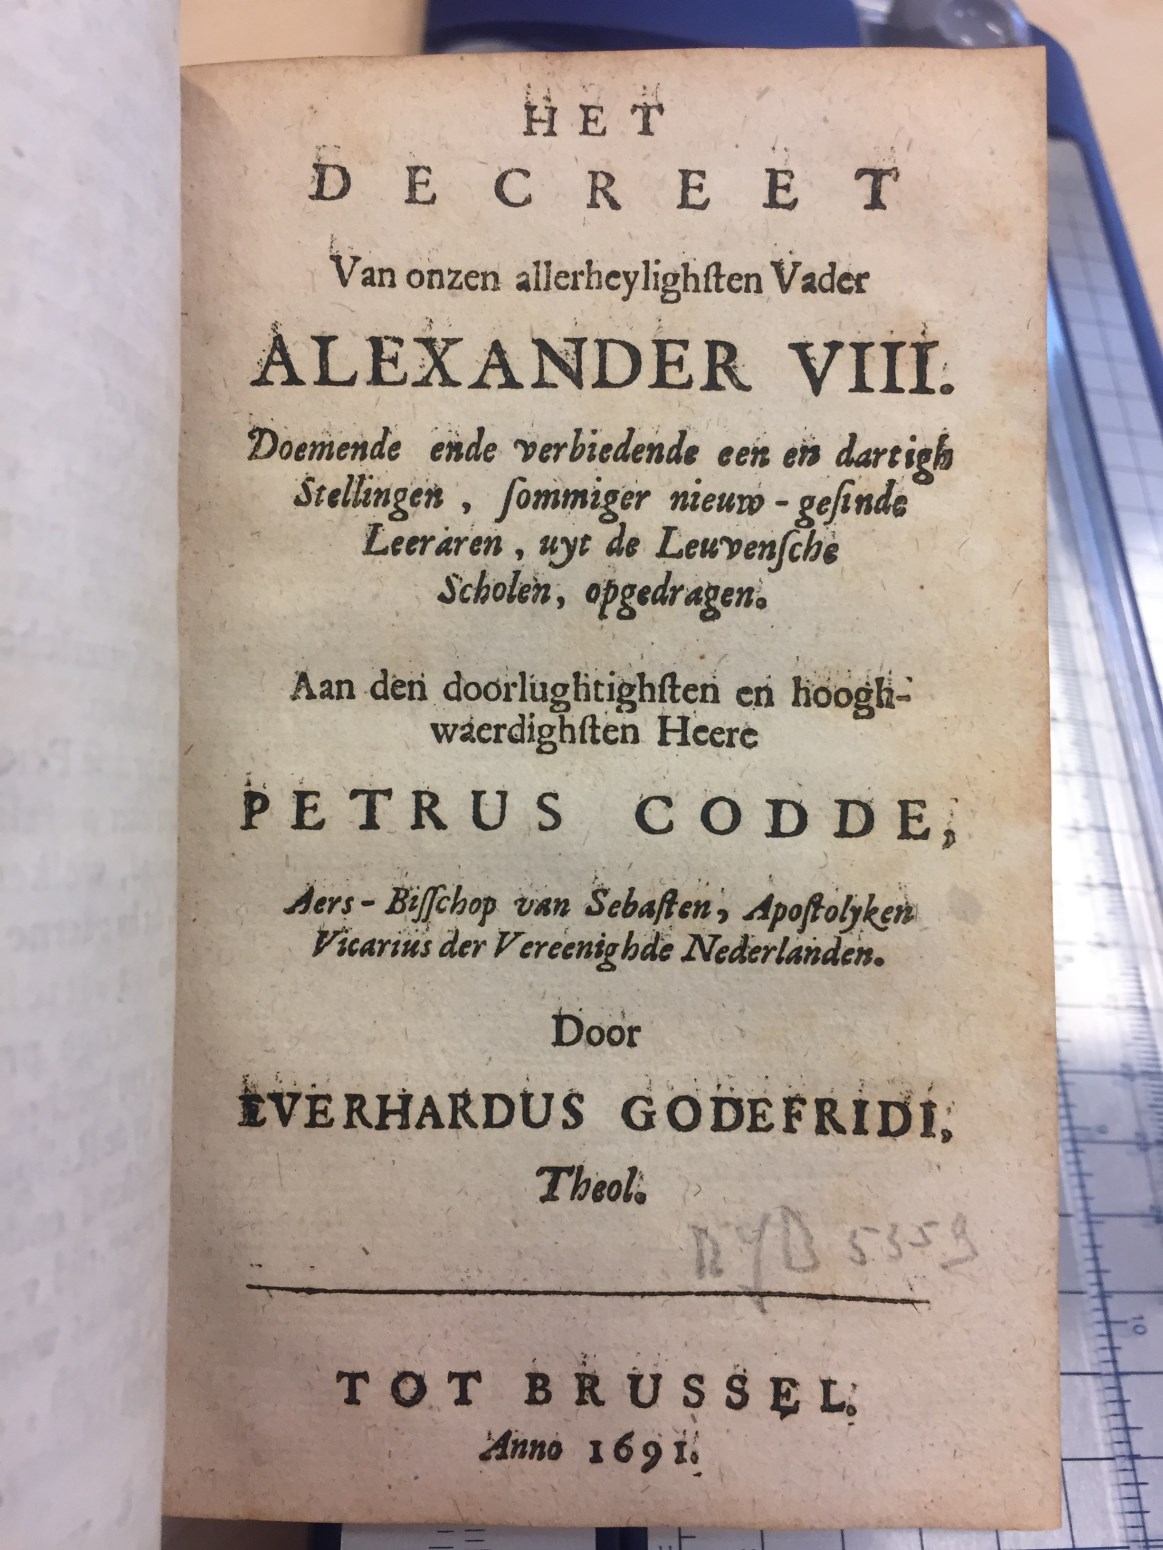 HET
DECREET
Van onzen allerheylighſten Vader
ALEXANDER VIII.
Doemende ende verbiedende een en dartigh
Stellingen, ſommiger nieuw-geſinde
Leeraren, uyt de Leuvenſche
Scholen, opgedragen.
Aan den doorlughtighſten en hoogh-
waerdighſten Heere
PETRUS CODDE,
Aers-Biſſchop van Sebaſten, Apoſtolyken
Vicarius der Vereenighde Nederlanden.
Door
EVERHARDUS GODEFRIDI,
Theol.
5359
TOT BRUSSEL.
Anno 1691.
10